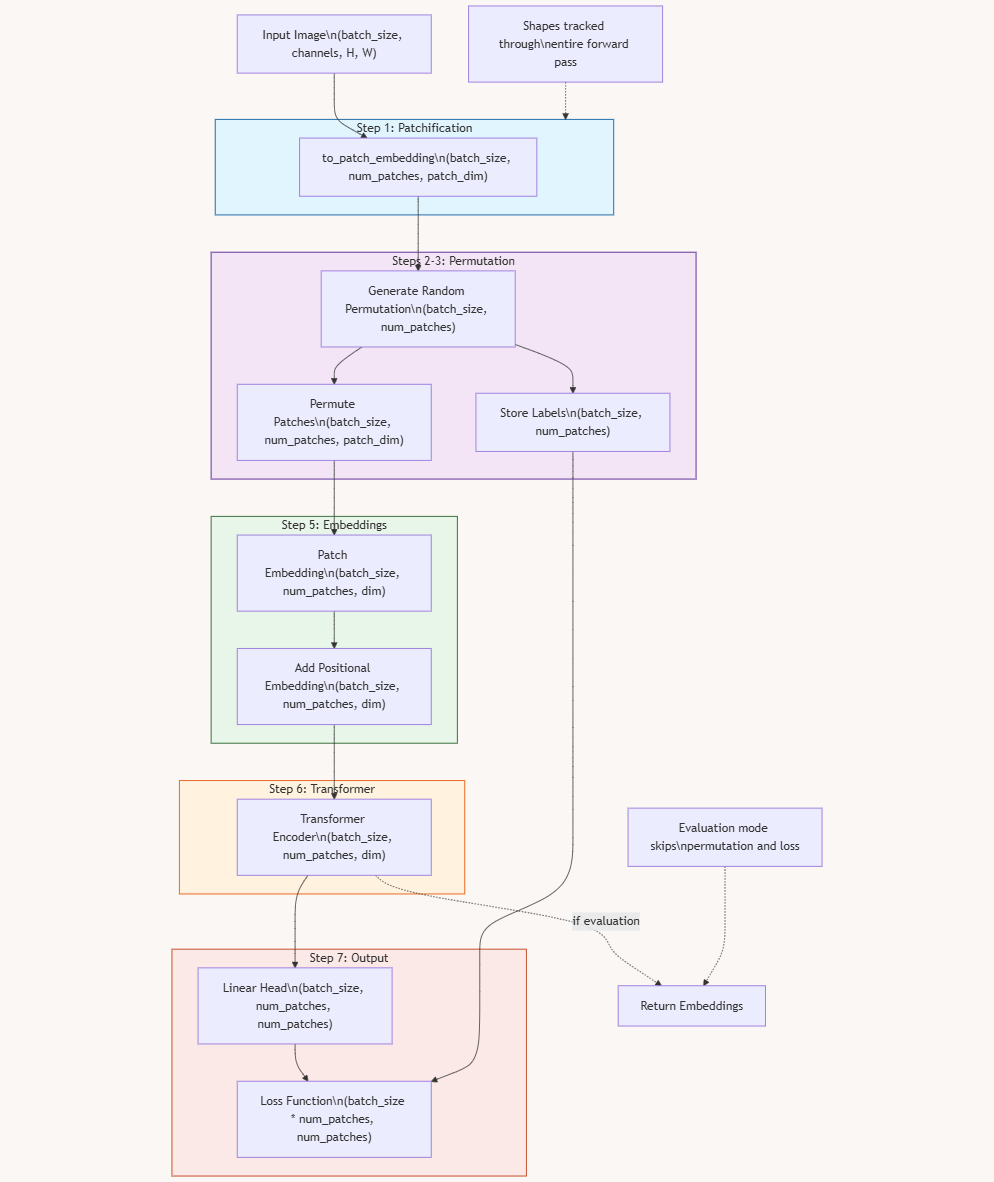 Input Image\n(batch_size,
channels, H, W)
Shapes tracked
through\nentire forward
pass
Step 1: Patchification
to_patch_embedding\n(batch_size,
num_patches, patch_dim)
Steps 2-3: Permutation
Generate Random
Permutation\n(batch_size,
num_patches)
Permute
Patches\n(batch_size,
num_patches, patch_dim)
Store Labels\n(batch_size,
num_patches)
Step 5: Embeddings
Patch
Embedding\n(batch_size,
num_patches, dim)
Add Positional
Embedding\n(batch_size,
num_patches, dim)
Step 6: Transformer
Transformer
Encoder\n(batch_size,
num_patches, dim)
Evaluation mode
skips\npermutation and loss
if evaluation
Step 7: Output
Linear Head\n(batch_size,
num_patches,
num_patches)
Return Embeddings
Loss Function\n(batch_size
* num_patches,
num_patches)